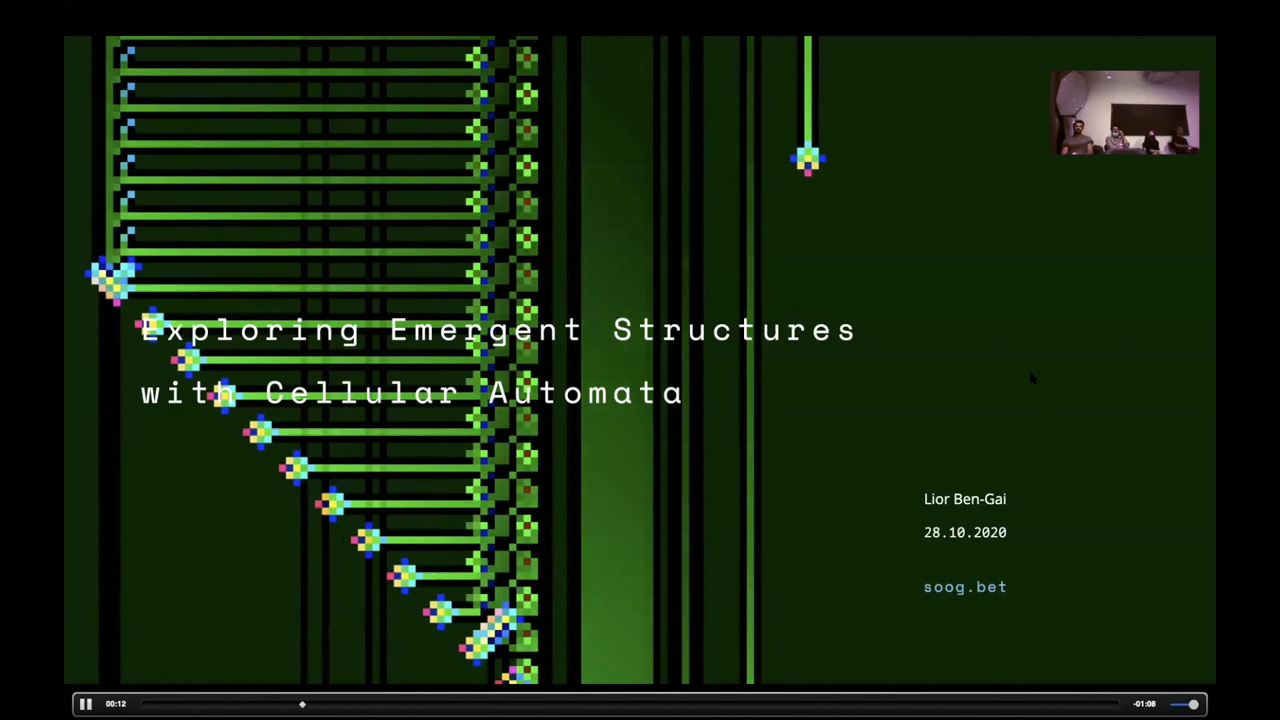 Exploring Emergent Structures
with Cellular Automata
Lior Ben-Gai
28.10.2020
soog.bet
00:12
-01:08